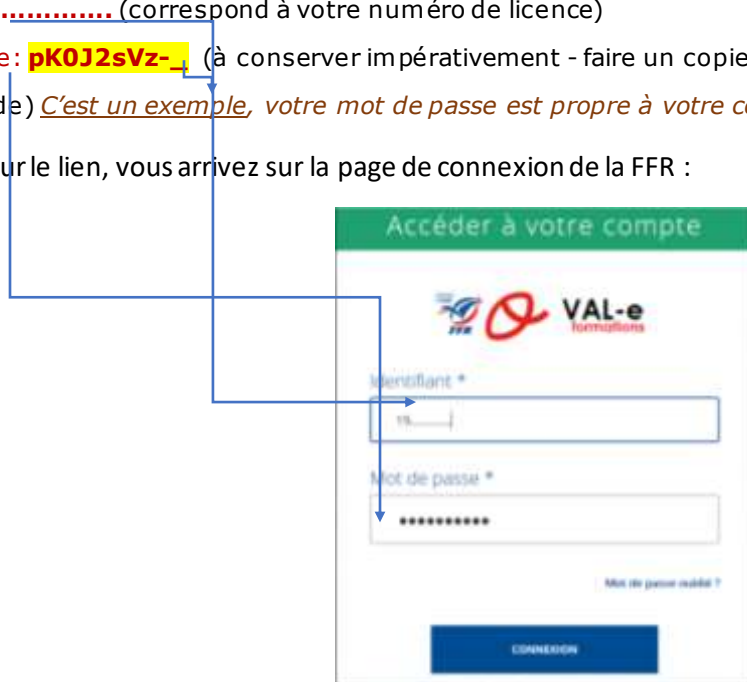 …………. (correspond à votre numéro de licence)
e: pK0J2sVz-_ (à conserver impérativement - faire un copie
de) C’est un exemple, votre mot de passe est propre à votre c
ur le lien, vous arrivez sur la page de connexion de la FFR :
Accéder à votre compte
FFR VAL-e
formations
Identifiant *
Mot de passe *
••••••••••
Mot de passe oublié ?
CONNEXION